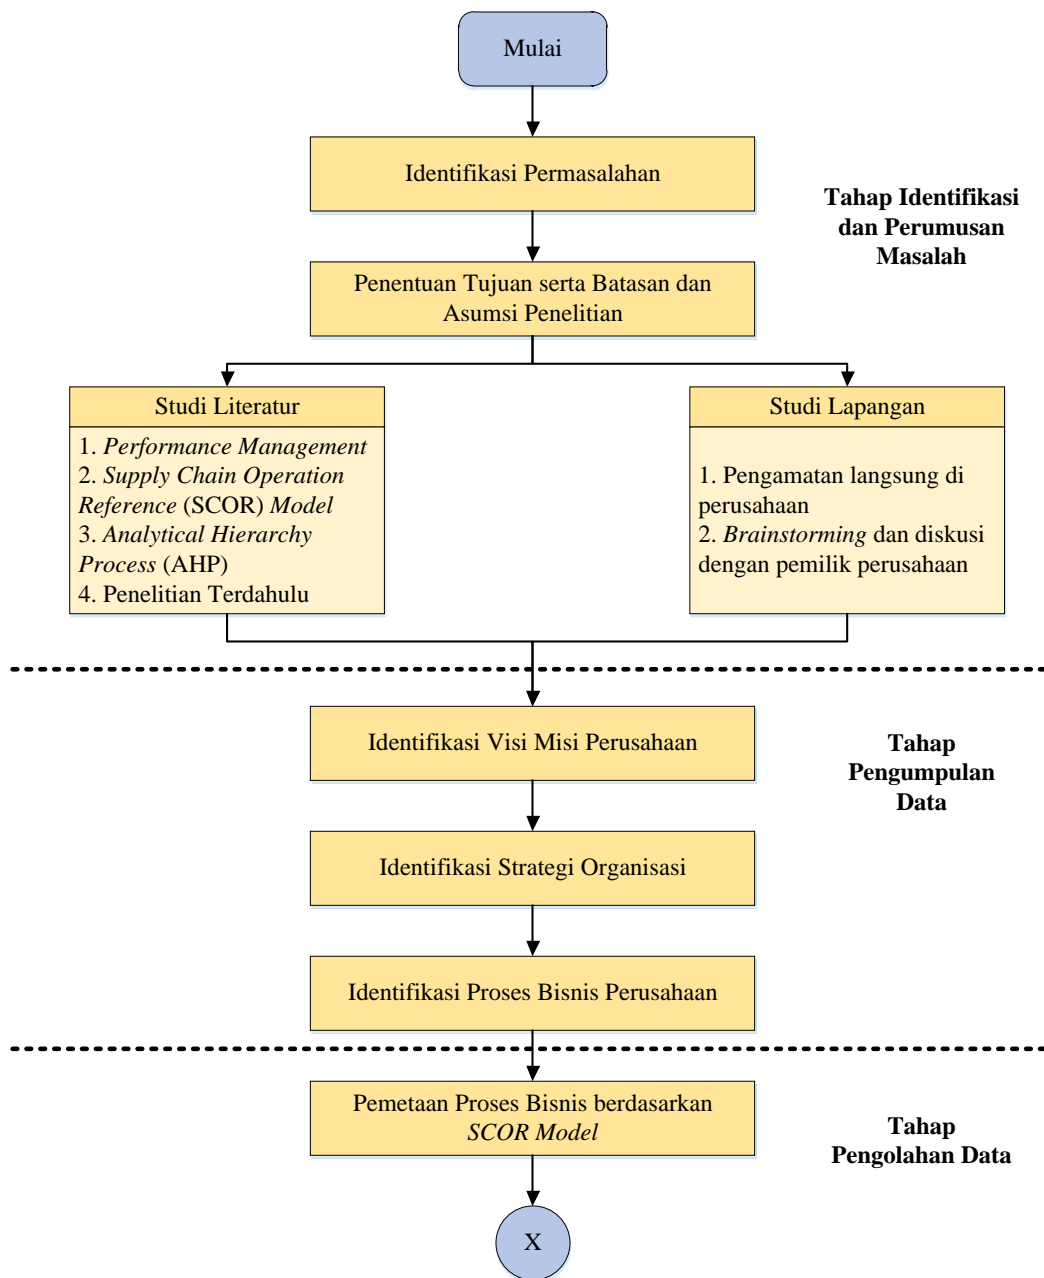 Mulai
Identifikasi Permasalahan
Tahap Identifikasi
dan Perumusan
Masalah
Penentuan Tujuan serta Batasan dan
Asumsi Penelitian
Studi Literatur
1. Performance Management
2. Supply Chain Operation
Reference (SCOR) Model
3. Analytical Hierarchy
Process (AHP)
4. Penelitian Terdahulu
Studi Lapangan
1. Pengamatan langsung di
perusahaan
2. Brainstorming dan diskusi
dengan pemilik perusahaan
Identifikasi Visi Misi Perusahaan
Tahap
Pengumpulan
Data
Identifikasi Strategi Organisasi
Identifikasi Proses Bisnis Perusahaan
Pemetaan Proses Bisnis berdasarkan
SCOR Model
Tahap
Pengolahan Data
X